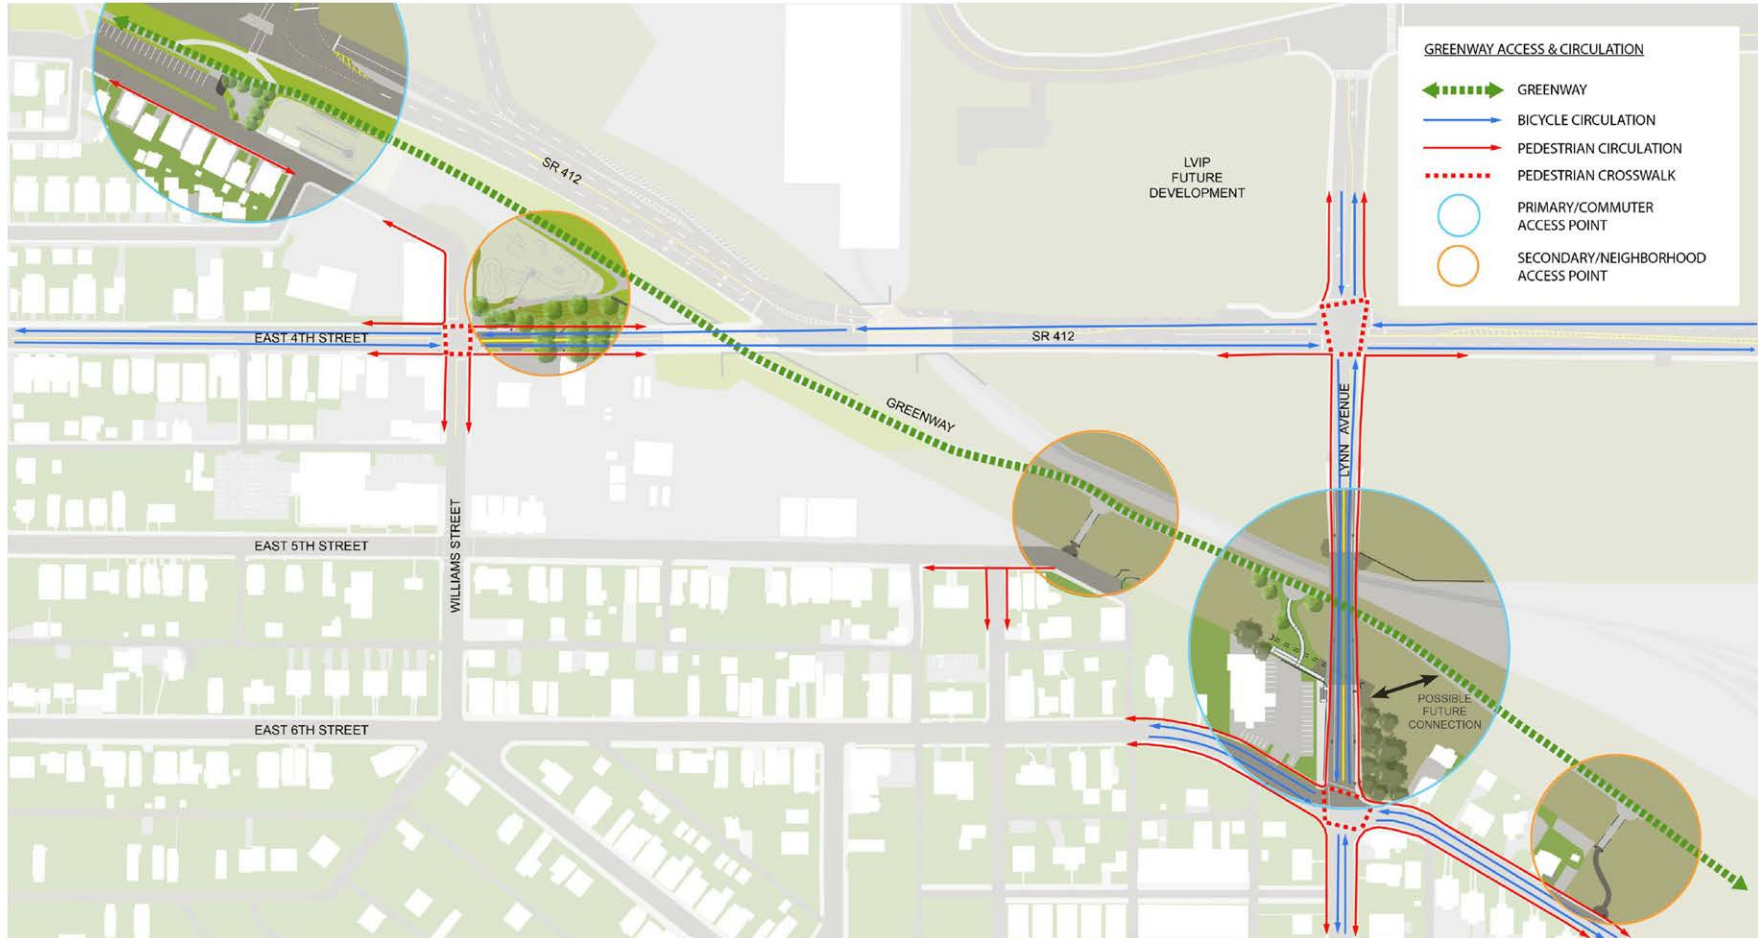 GREENWAY ACCESS & CIRCULATION
GREENWAY
BICYCLE CIRCULATION
PEDESTRIAN CIRCULATION
PEDESTRIAN CROSSWALK
PRIMARY/COMMUTER
ACCESS POINT
SECONDARY/NEIGHBORHOOD
ACCESS POINT
SR 412
LVIP
FUTURE
DEVELOPMENT
EAST 4TH STREET
SR 412
LYNN AVENUE
GREENWAY
WILLIAMS STREET
EAST 5TH STREET
POSSIBLE
FUTURE
CONNECTION
EAST 6TH STREET